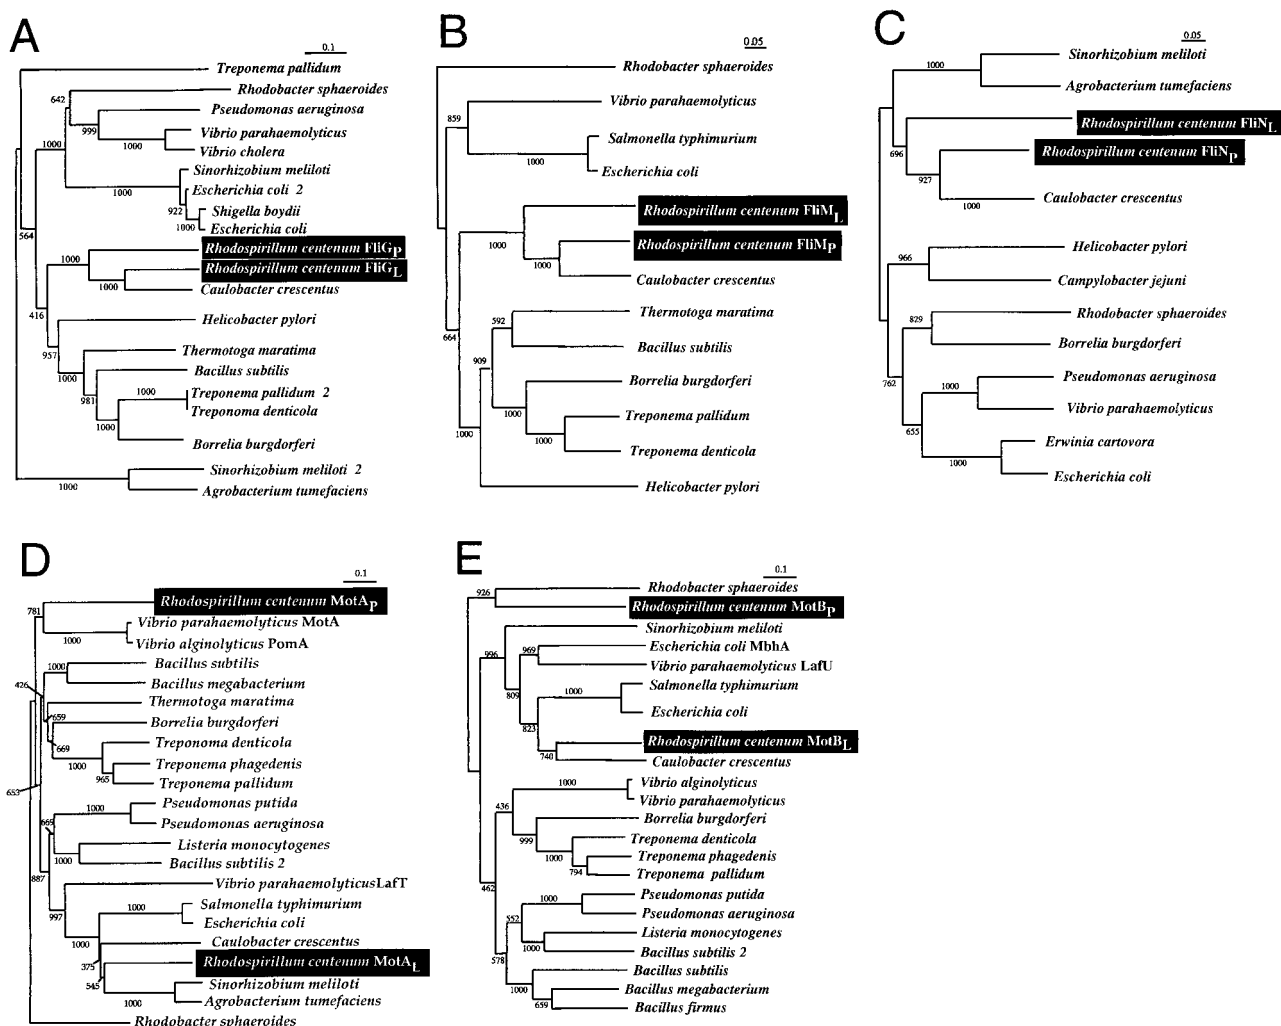 A
0.1
Treponema pallidum
642
Rhodobacter sphaeroides
Pseudomonas aeruginosa
999
Vibrio parahaemolyticus
1000
1000
Vibrio cholera
Sinorhizobium meliloti
1000
Escherichia coli 2
922
Shigella boydii
1000
Escherichia coli
564
Rhodospirillum centenum FliGP
1000
Rhodospirillum centenum FliGL
1000
Caulobacter crescentus
416
Helicobacter pylori
957
Thermotoga maratima
1000
Bacillus subtilis
981
1000
Treponema pallidum 2
Treponoma denticola
1000
Borrelia burgdorferi
Sinorhizobium meliloti 2
1000
Agrobacterium tumefaciens
B
0.05
Rhodobacter sphaeroides
859
Vibrio parahaemolyticus
Salmonella typhimurium
1000
Escherichia coli
Rhodospirillum centenum FliML
1000
Rhodospirillum centenum FliMP
1000
Caulobacter crescentus
664
592
Thermotoga maratima
Bacillus subtilis
909
Borrelia burgdorferi
1000
Treponema pallidum
1000
1000
Treponema denticola
Helicobacter pylori
C
0.05
Sinorhizobium meliloti
1000
Agrobacterium tumefaciens
Rhodospirillum centenum FliNL
696
Rhodospirillum centenum FliNP
927
1000
Caulobacter crescentus
Helicobacter pylori
966
Campylobacter jejuni
Rhodobacter sphaeroides
829
Borrelia burgdorferi
762
Pseudomonas aeruginosa
1000
Vibrio parahaemolyticus
655
Erwinia cartovora
1000
Escherichia coli
D
0.1
Rhodospirillum centenum MotAP
781
Vibrio parahaemolyticus MotA
1000
Vibrio alginolyticus PomA
Bacillus subtilis
1000
Bacillus megabacterium
426
Thermotoga maratima
659
Borrelia burgdorferi
669
Treponoma denticola
1000
Treponema phagedenis
965
Treponema pallidum
653
Pseudomonas putida
1000
Pseudomonas aeruginosa
665
Listeria monocytogenes
1000
Bacillus subtilis 2
887
Vibrio parahaemolyticusLafT
997
Salmonella typhimurium
1000
Escherichia coli
1000
Caulobacter crescentus
375
Rhodospirillum centenum MotAL
545
Sinorhizobium meliloti
1000
Agrobacterium tumefaciens
Rhodobacter sphaeroides
E
0.1
Rhodobacter sphaeroides
926
Rhodospirillum centenum MotBP
Sinorhizobium meliloti
996
Escherichia coli MbhA
969
Vibrio parahaemolyticus LafU
809
Salmonella typhimurium
1000
Escherichia coli
823
Rhodospirillum centenum MotBL
740
Caulobacter crescentus
Vibrio alginolyticus
1000
Vibrio parahaemolyticus
436
Borrelia burgdorferi
999
Treponema denticola
1000
Treponema phagedenis
794
Treponema pallidum
462
Pseudomonas putida
1000
Pseudomonas aeruginosa
552
Listeria monocytogenes
1000
Bacillus subtilis 2
578
Bacillus subtilis
1000
Bacillus megabacterium
659
Bacillus firmus